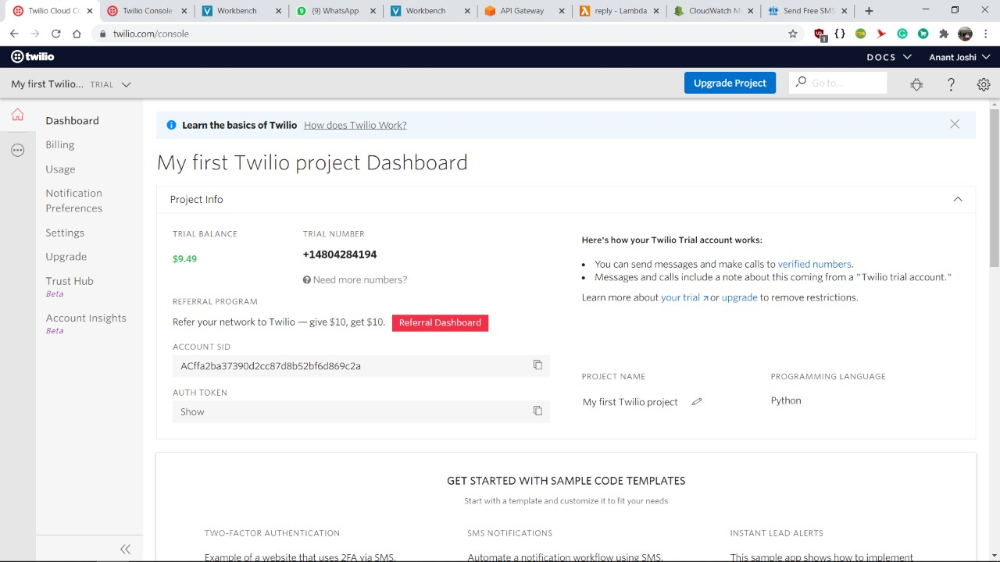 Twilio Cloud Co
Twilio Console
Workbench
(9) WhatsApp
Workbench
API Gateway
reply - Lambda
CloudWatch M
Send Free SMS
twilio.com/console
1
twilio
DOCS
Anant Joshi
My first Twilio... TRIAL
Upgrade Project
Go to...
Dashboard
Billing
Usage
Notification
Preferences
Settings
Upgrade
Trust Hub
Beta
Account Insights
Beta
Learn the basics of Twilio How does Twilio Work?
My first Twilio project Dashboard
Project Info
TRIAL BALANCE
$9.49
TRIAL NUMBER
+14804284194
Need more numbers?
REFERRAL PROGRAM
Refer your network to Twilio — give $10, get $10. Referral Dashboard
ACCOUNT SID
ACffa2ba37390d2cc87d8b52bf6d869c2a
AUTH TOKEN
Show
Here's how your Twilio Trial account works:
• You can send messages and make calls to verified numbers.
• Messages and calls include a note about this coming from a "Twilio trial account."
Learn more about your trial or upgrade to remove restrictions.
PROJECT NAME
My first Twilio project
PROGRAMMING LANGUAGE
Python
GET STARTED WITH SAMPLE CODE TEMPLATES
Start with a template and customize it to fit your needs
TWO-FACTOR AUTHENTICATION
Example of a website that uses 2FA via SMS.
SMS NOTIFICATIONS
Automate a notification workflow using SMS.
INSTANT LEAD ALERTS
This sample app shows how to implement